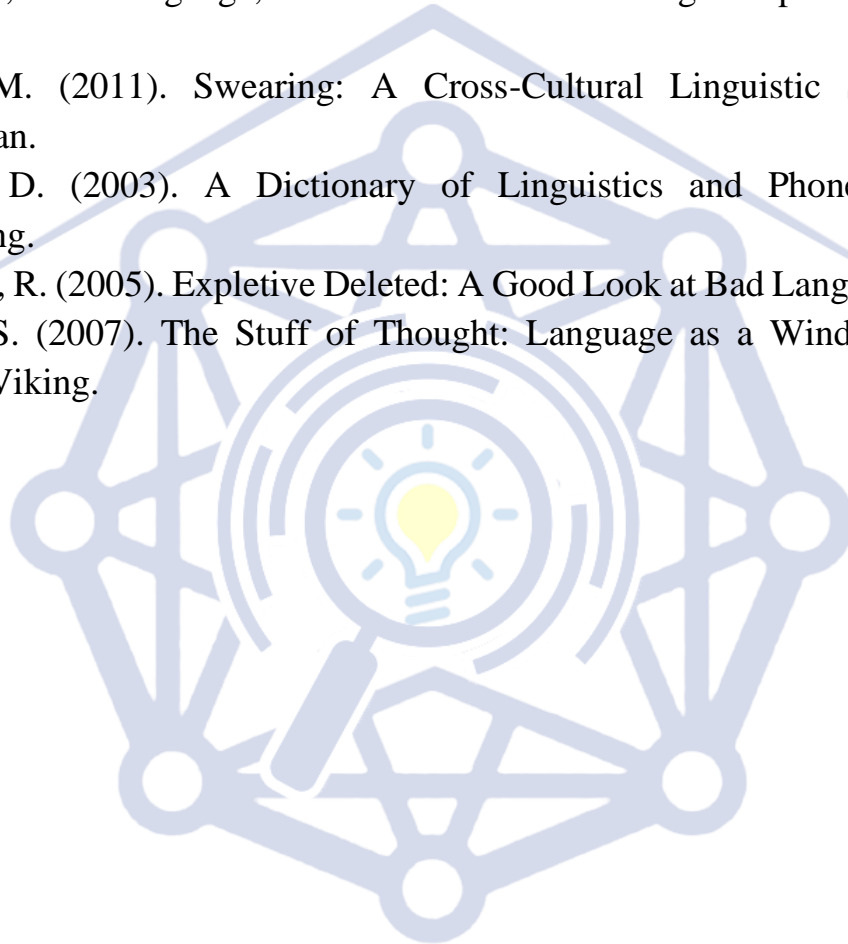 M. (2011). Swearing: A Cross-Cultural Linguistic
an.
D. (2003). A Dictionary of Linguistics and Phone
ng.
, R. (2005). Expletive Deleted: A Good Look at Bad Lang
S. (2007). The Stuff of Thought: Language as a Wind
Viking.